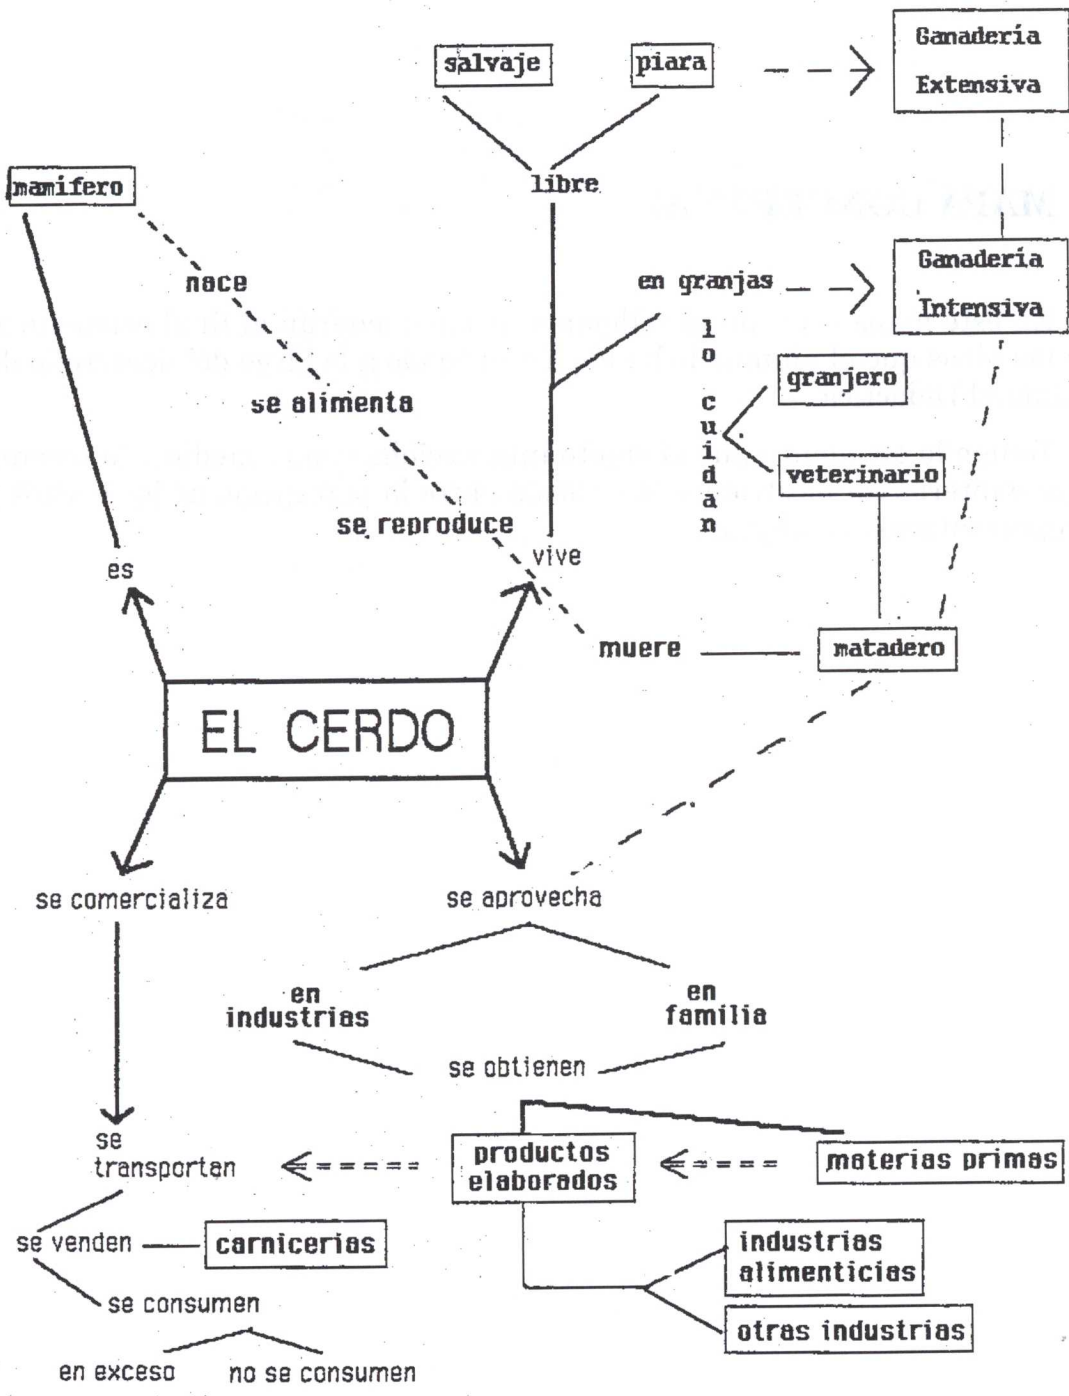 salvaje
piara
Ganadería
Extensiva
mamifero
libre
nace
en granjas
Ganadería
Intensiva
lo cuidan
granjero
se alimenta
veterinario
se reproduce
vive
es
muere
matadero
EL CERDO
se comercializa
se aprovecha
en
industrias
en
familia
se obtienen
se
transportan
productos
elaborados
materias primas
se venden
carnicerias
industrias
alimenticias
se consumen
otras industrias
en exceso
no se consumen